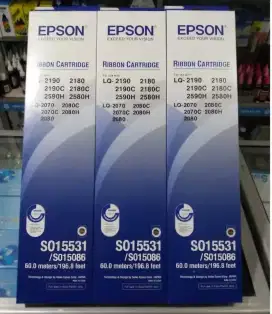 EPSON
EXCEED YOUR VISION
RIBBON CARTRIDGE
LQ- 2190 2180
2190C 2180C
2590H 2580H
LQ-2070 2080C
2070C 2080H
2080
S015531
/S015086
60.0 meters/196.8 feet
EPSON
EXCEED YOUR VISION
RIBBON CARTRIDGE
LQ- 2190 2180
2190C 2180C
2590H 2580H
LQ-2070 2080C
2070C 2080H
2080
S015531
/S015086
60.0 meters/196.8 feet
EPSON
EXCEED YOUR VISION
RIBBON CARTRIDGE
LQ- 2190 2180
2190C 2180C
2590H 2580H
LQ-2070 2080C
2070C 2080H
2080
S015531
/S015086
60.0 meters/196.8 feet